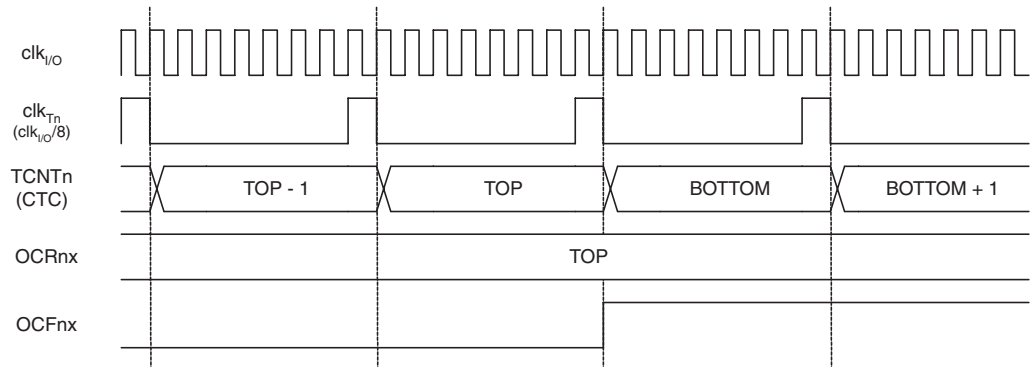 clkI/O
clkTn
(clkI/O/8)
TCNTn
(CTC)
TOP - 1
TOP
BOTTOM
BOTTOM + 1
OCRnx
TOP
OCFnx